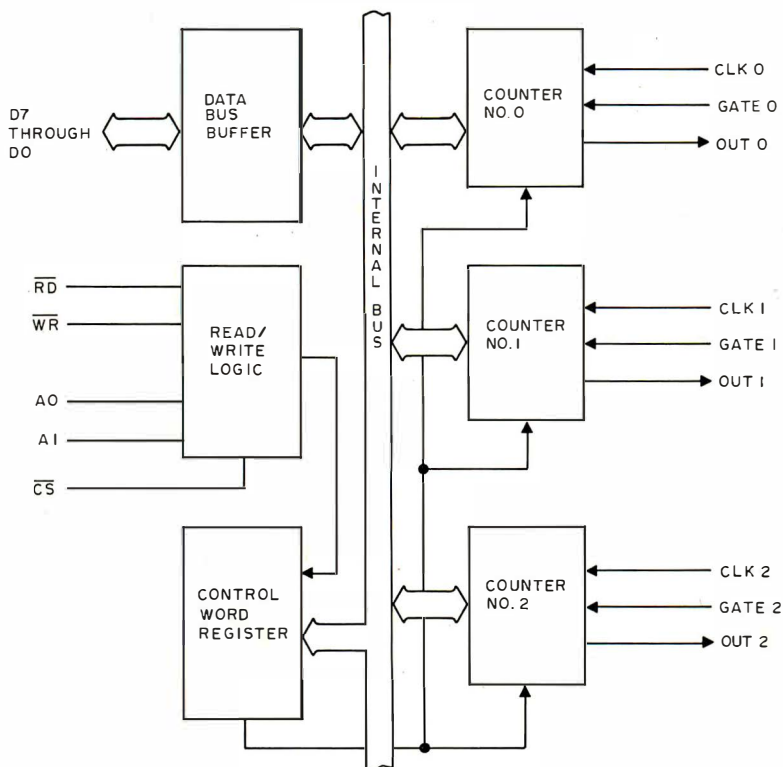 D7
THROUGH
D0
DATA
BUS
BUFFER
INTERNAL BUS
COUNTER
NO. 0
CLK 0
GATE 0
OUT 0
RD
WR
A0
A1
CS
READ/
WRITE
LOGIC
COUNTER
NO. 1
CLK 1
GATE 1
OUT 1
CONTROL
WORD
REGISTER
COUNTER
NO. 2
CLK 2
GATE 2
OUT 2